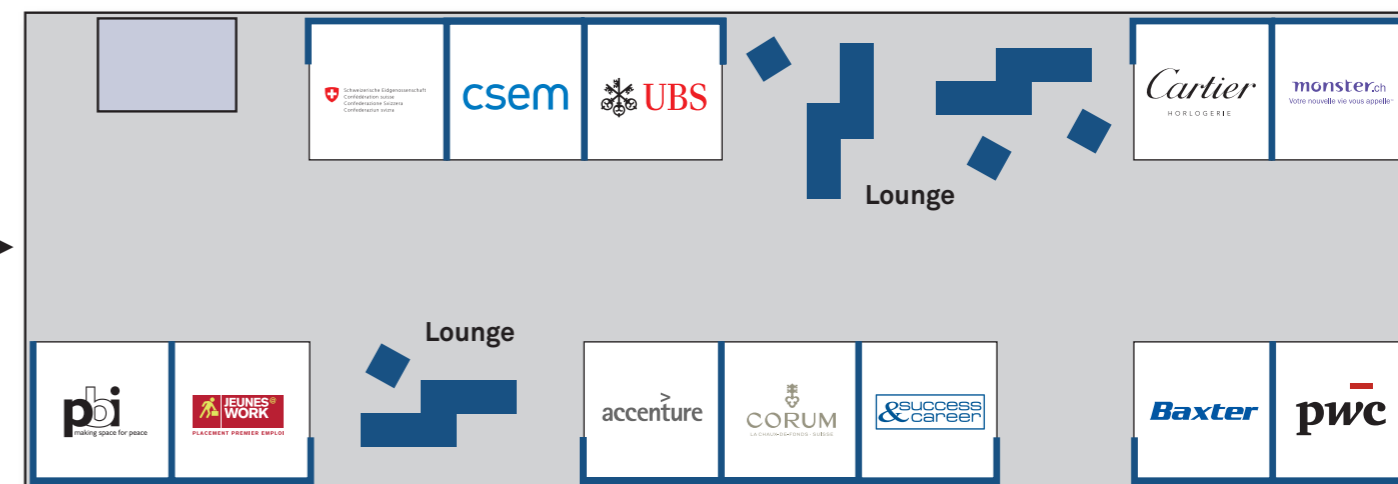 Schweizerische Eidgenossenschaft
Confédération suisse
Confederazione Svizzera
Confederaziun svizra
csem
UBS
Cartier
HORLOGERIE
monster.ch
Votre nouvelle vie vous appelle
Lounge
Lounge
pbi
making space for peace
JEUNES@
WORK
PLACEMENT PREMIER EMPLOI
accenture
CORUM
LA CHAUX-DE-FONDS · SUISSE
&success
career
Baxter
pwc